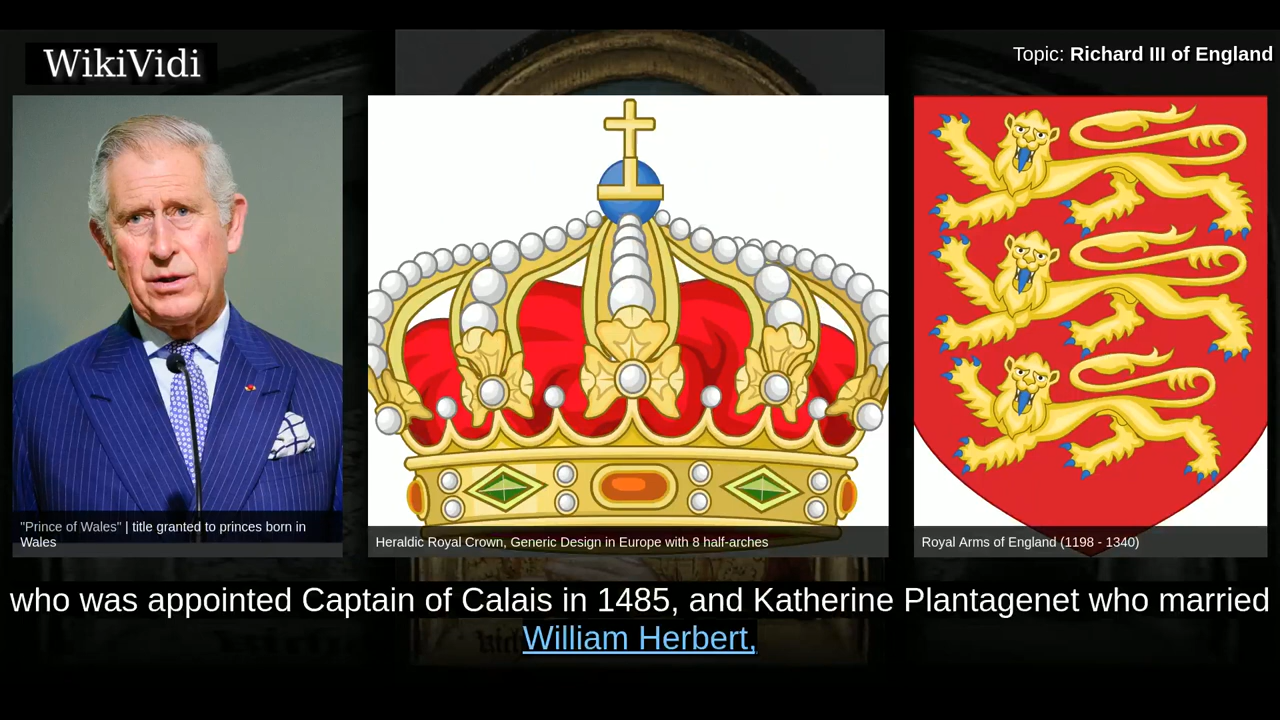 WikiVidi
Topic: Richard III of England
"Prince of Wales" | title granted to princes born in
Wales
Heraldic Royal Crown, Generic Design in Europe with 8 half-arches
Royal Arms of England (1198 - 1340)
who was appointed Captain of Calais in 1485, and Katherine Plantagenet who married
William Herbert,